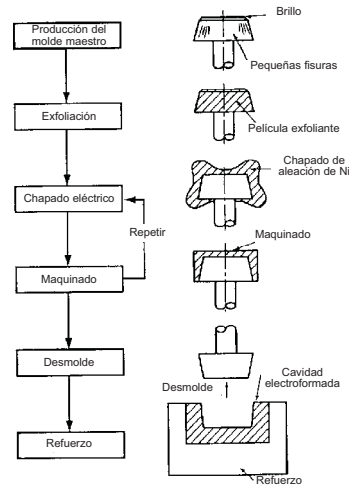 Producción del
molde maestro
Exfoliación
Chapado eléctrico
Repetir
Maquinado
Desmolde
Refuerzo
Brillo
Pequeñas fisuras
Película exfoliante
Chapado de
aleación de Ni
Maquinado
Desmolde
Cavidad
electroformada
Refuerzo